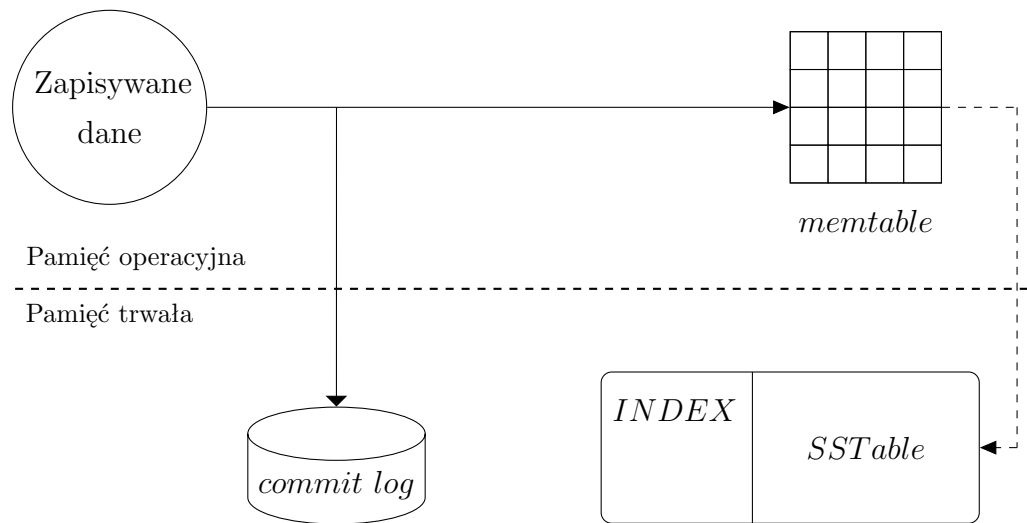 Zapisywane
dane
memtable
Pamięć operacyjna
Pamięć trwała
INDEX
SSTable
commit log